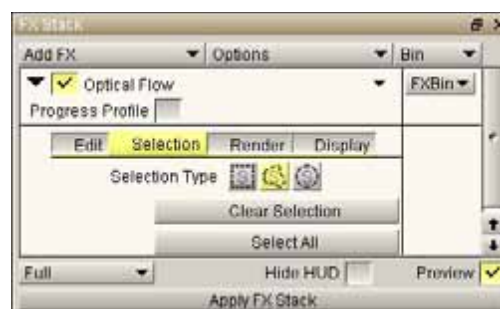 FX Stack
Add FX Options Bin
Optical Flow FXBin
Progress Profile
Edit Selection Render Display
Selection Type
Clear Selection
Select All
Full Hide HUD Preview
Apply FX Stack